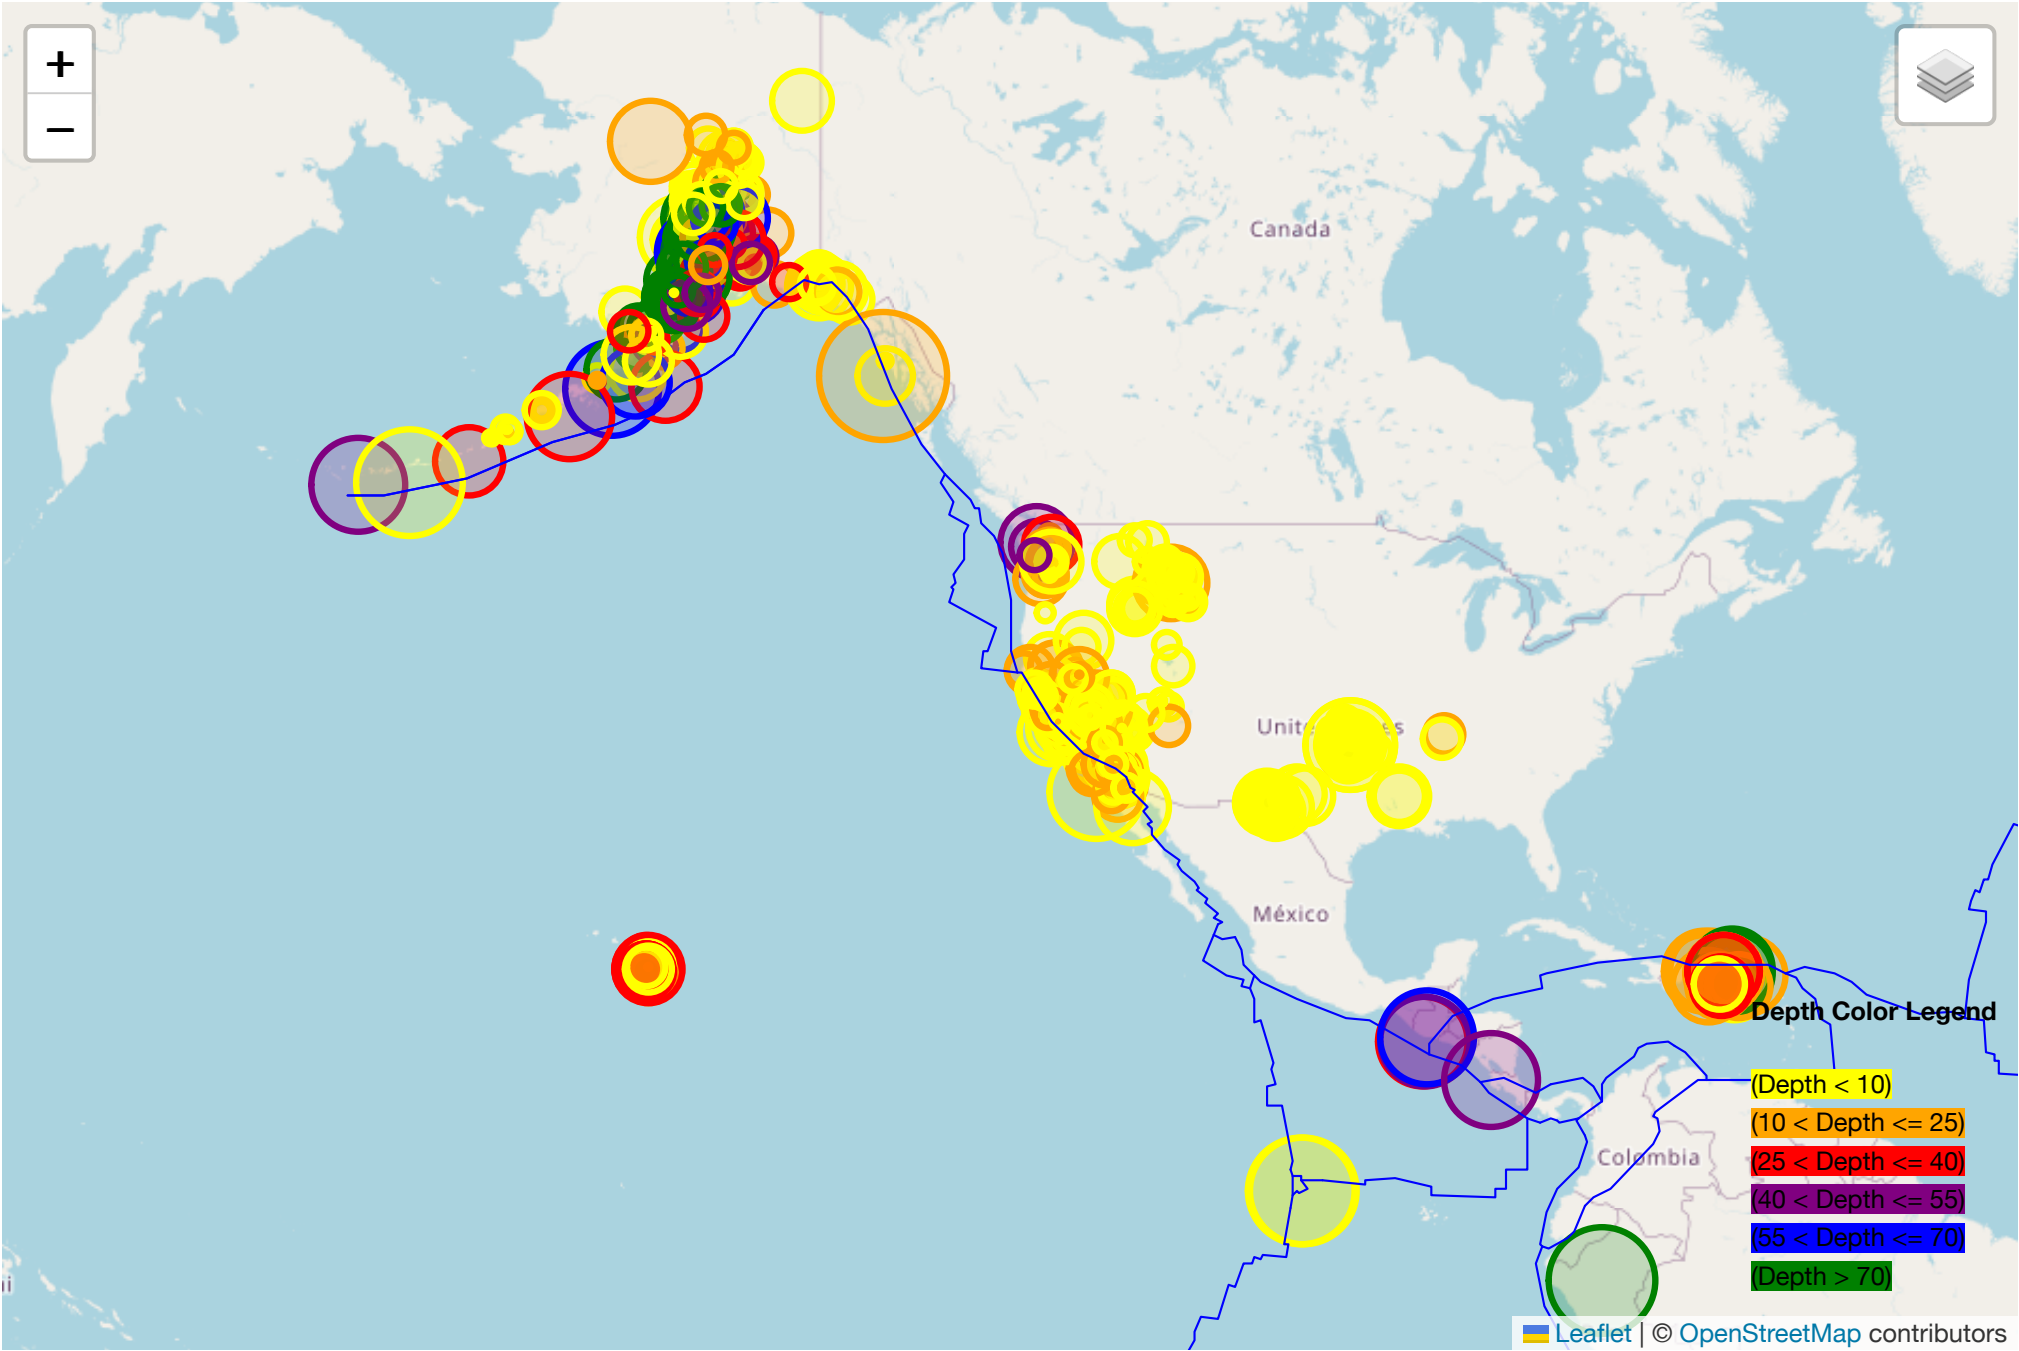 +
−
Canada
México
Depth Color Legend
(Depth < 10)
(10 < Depth <= 25)
(25 < Depth <= 40)
Colombia
(40 < Depth <= 55)
(55 < Depth <= 70)
(Depth > 70)
Leaflet | © OpenStreetMap contributors